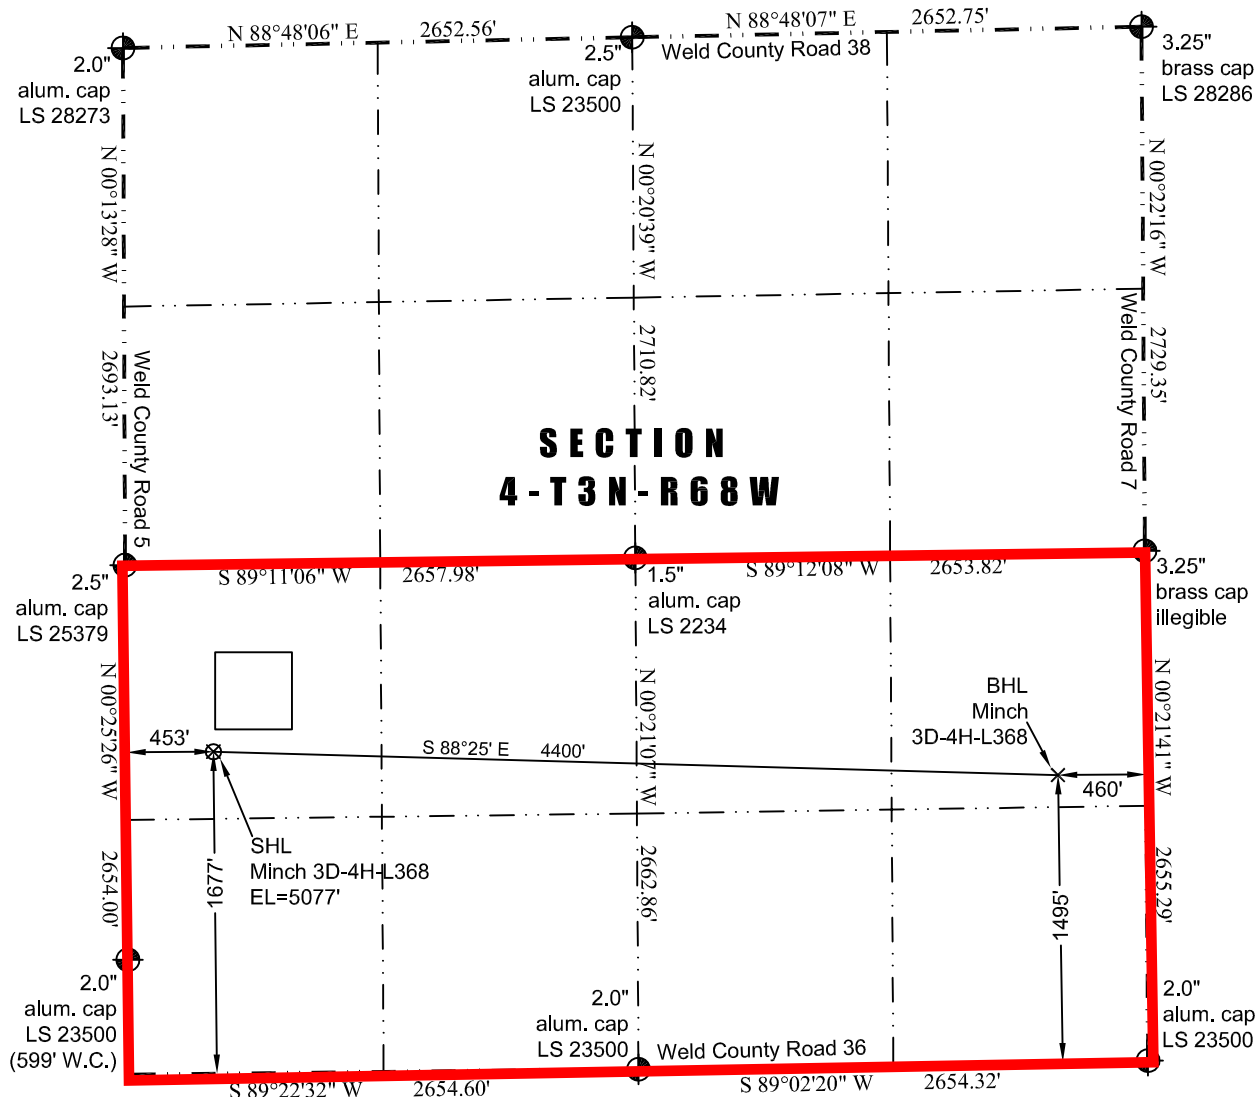 N 88°48'06" E 2652.56'
N 88°48'07" E 2652.75'
Weld County Road 38
2.0"
alum. cap
LS 28273
2.5"
alum. cap
LS 23500
3.25"
brass cap
LS 28286
N 00°13'28" W 2693.13'
Weld County Road 5
N 00°20'39" W 2710.82'
N 00°22'16" W 2729.35'
Weld County Road 7
SECTION
4-T3N-R68W
S 89°11'06" W 2657.98'
S 89°12'08" W 2653.82'
2.5"
alum. cap
LS 25379
1.5"
alum. cap
LS 2234
3.25"
brass cap
illegible
N 00°25'26" W 2654.00'
N 00°21'07" W 2662.86'
N 00°21'41" W 2655.29'
453'
S 88°25' E 4400'
BHL
Minch
3D-4H-L368
460'
SHL
Minch 3D-4H-L368
EL=5077'
1677'
1495'
2.0"
alum. cap
LS 23500
(599' W.C.)
2.0"
alum. cap
LS 23500
Weld County Road 36
2.0"
alum. cap
LS 23500
S 89°22'32" W 2654.60'
S 89°02'20" W 2654.32'